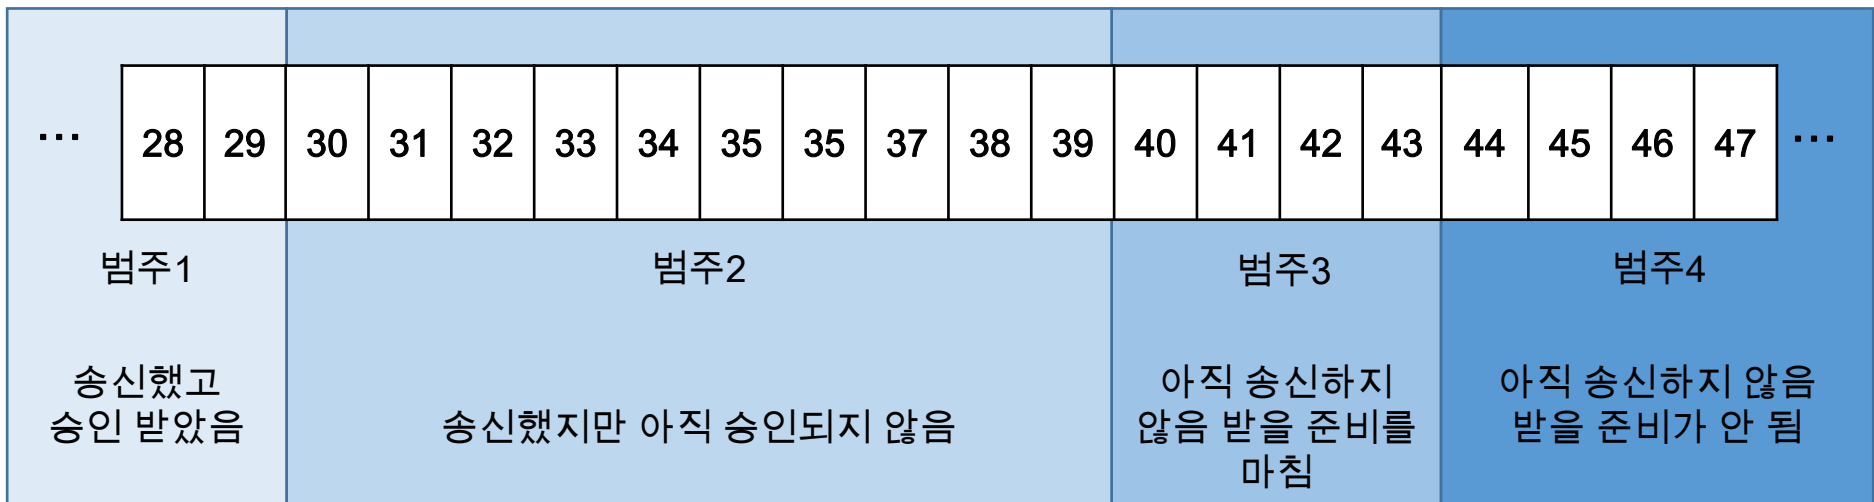 ... 28 29 30 31 32 33 34 35 35 37 38 39 40 41 42 43 44 45 46 47 ...
범주1 범주2 범주3 범주4
송신했고
승인 받았음
송신했지만 아직 승인되지 않음
아직 송신하지
않음 받을 준비를
마침
아직 송신하지 않음
받을 준비가 안 됨